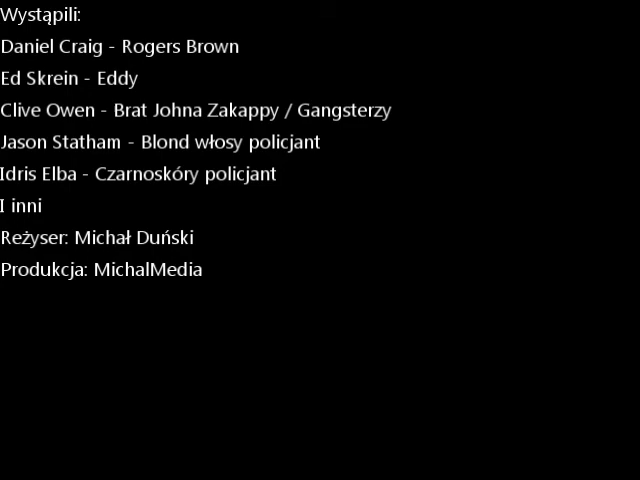 Wystąpili:
Daniel Craig - Rogers Brown
Ed Skrein - Eddy
Clive Owen - Brat Johna Zakappy / Gangsterzy
Jason Statham - Blond włosy policjant
Idris Elba - Czarnoskóry policjant
I inni
Reżyser: Michał Duński
Produkcja: MichalMedia